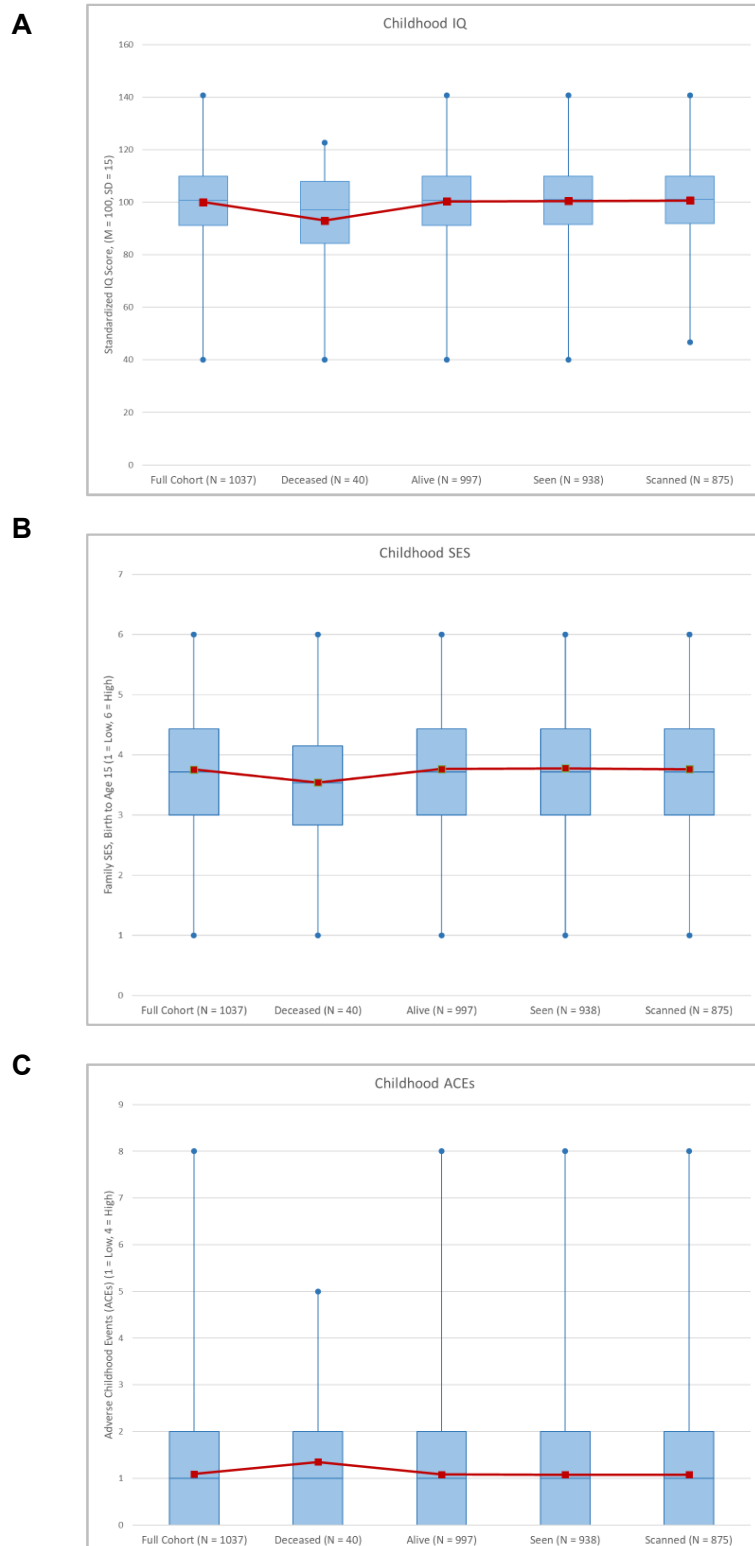 A
Childhood IQ
Standardized IQ Score, (M = 100, SD = 15)
160
140
120
100
80
60
40
20
0
Full Cohort (N = 1037) Deceased (N = 40) Alive (N = 997) Seen (N = 938) Scanned (N = 875)
B
Childhood SES
Family SES, Birth to Age 15 (1 = Low, 6 = High)
7
6
5
4
3
2
1
0
Full Cohort (N = 1037) Deceased (N = 40) Alive (N = 997) Seen (N = 938) Scanned (N = 875)
C
Childhood ACEs
Adverse Childhood Events (ACEs) (1 = Low, 4 = High)
9
8
7
6
5
4
3
2
1
0
Full Cohort (N = 1037) Deceased (N = 40) Alive (N = 997) Seen (N = 938) Scanned (N = 875)